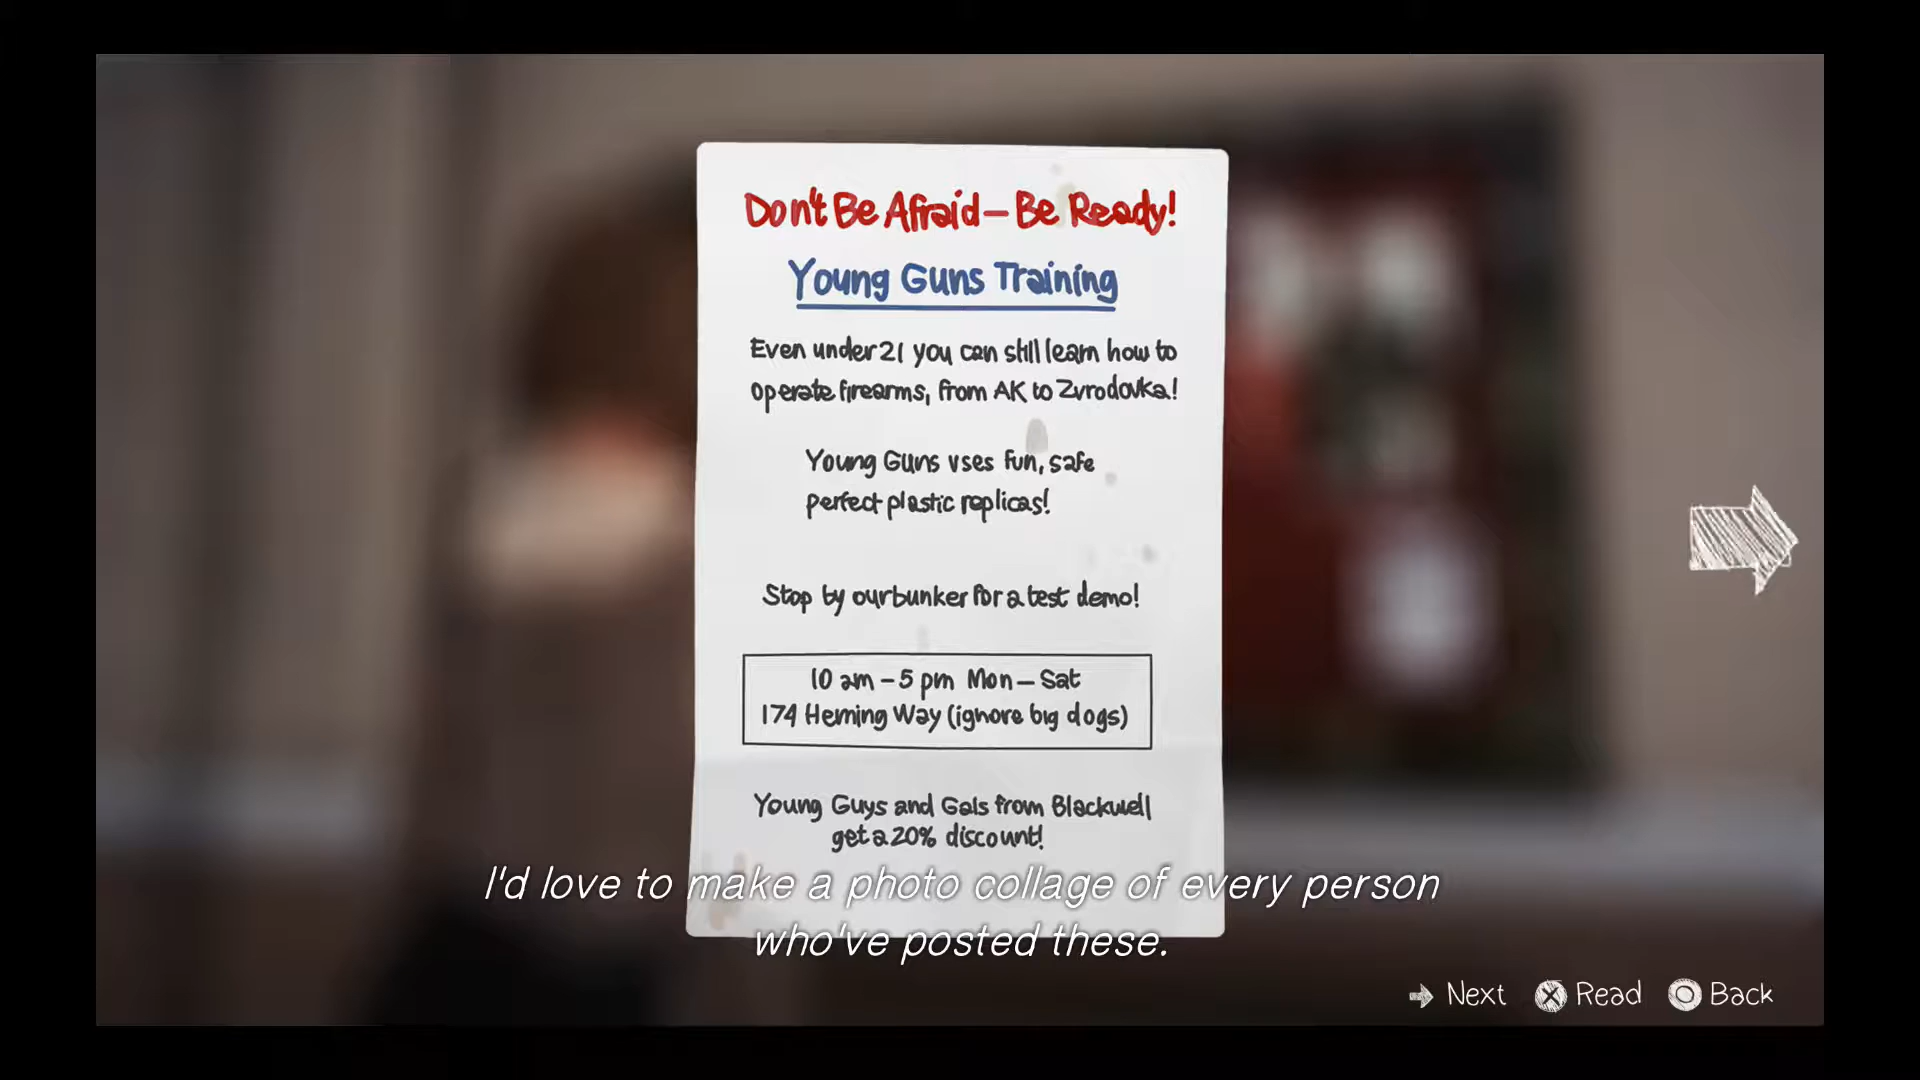 Don't Be Afraid – Be Ready!
Young Guns Training
Even under 21 you can still learn how to
operate firearms, from AK to Zvrodovka!
Young Guns uses fun, safe
perfect plastic replicas!
Stop by our bunker for a test demo!
10 am – 5 pm Mon – Sat
174 Heming Way (ignore big dogs)
Young Guys and Gals from Blackwell
get a 20% discount!
I'd love to make a photo collage of every person
who've posted these.
Next Read Back